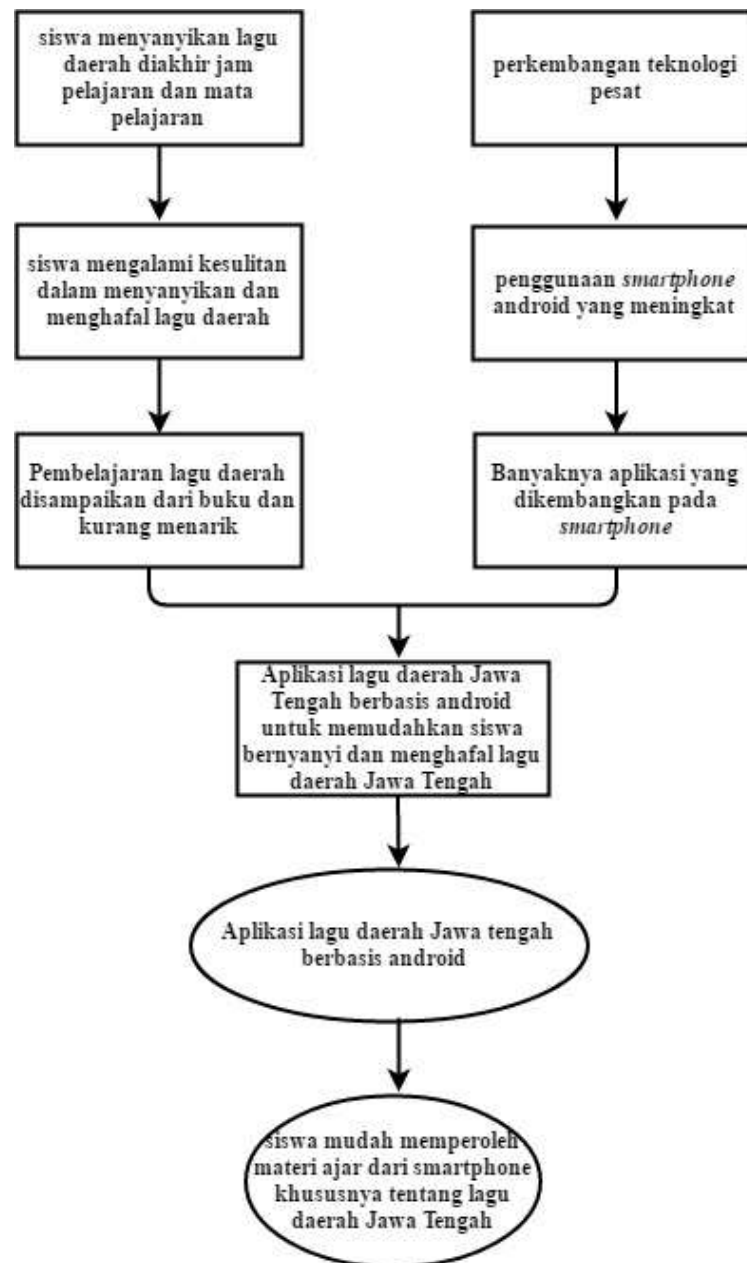 siswa menyanyikan lagu
daerah diakhir jam
pelajaran dan mata
pelajaran
perkembangan teknologi
pesat
siswa mengalami kesulitan
dalam menyanyikan dan
menghafal lagu daerah
penggunaan smartphone
android yang meningkat
Pembelajaran lagu daerah
disampaikan dari buku dan
kurang menarik
Banyaknya aplikasi yang
dikembangkan pada
smartphone
Aplikasi lagu daerah Jawa
Tengah berbasis android
untuk memudahkan siswa
bernyanyi dan menghafal lagu
daerah Jawa Tengah
Aplikasi lagu daerah Jawa tengah
berbasis android
siswa mudah memperoleh
materi ajar dari smartphone
khususnya tentang lagu
daerah Jawa Tengah